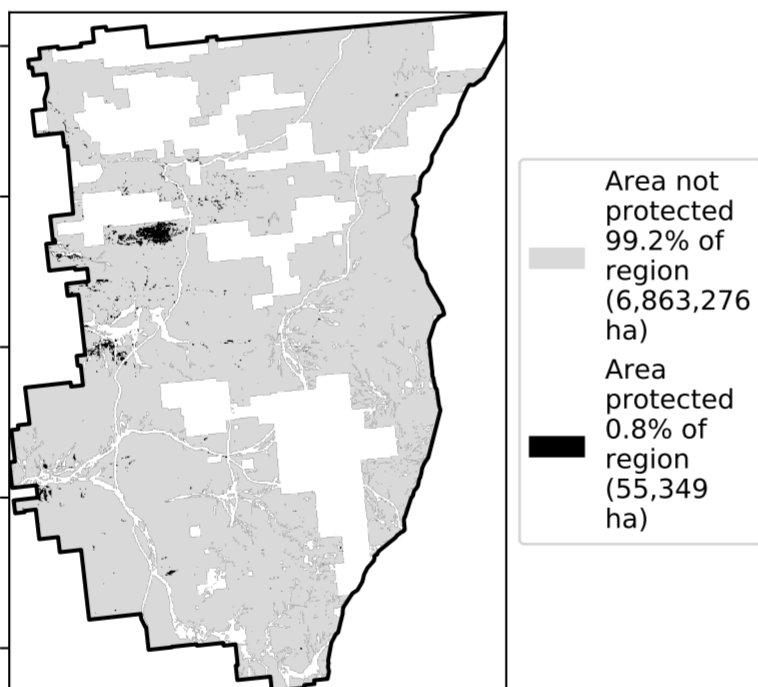 Area not
protected
99.2% of
region
(6,863,276
ha)
Area
protected
0.8% of
region
(55,349
ha)